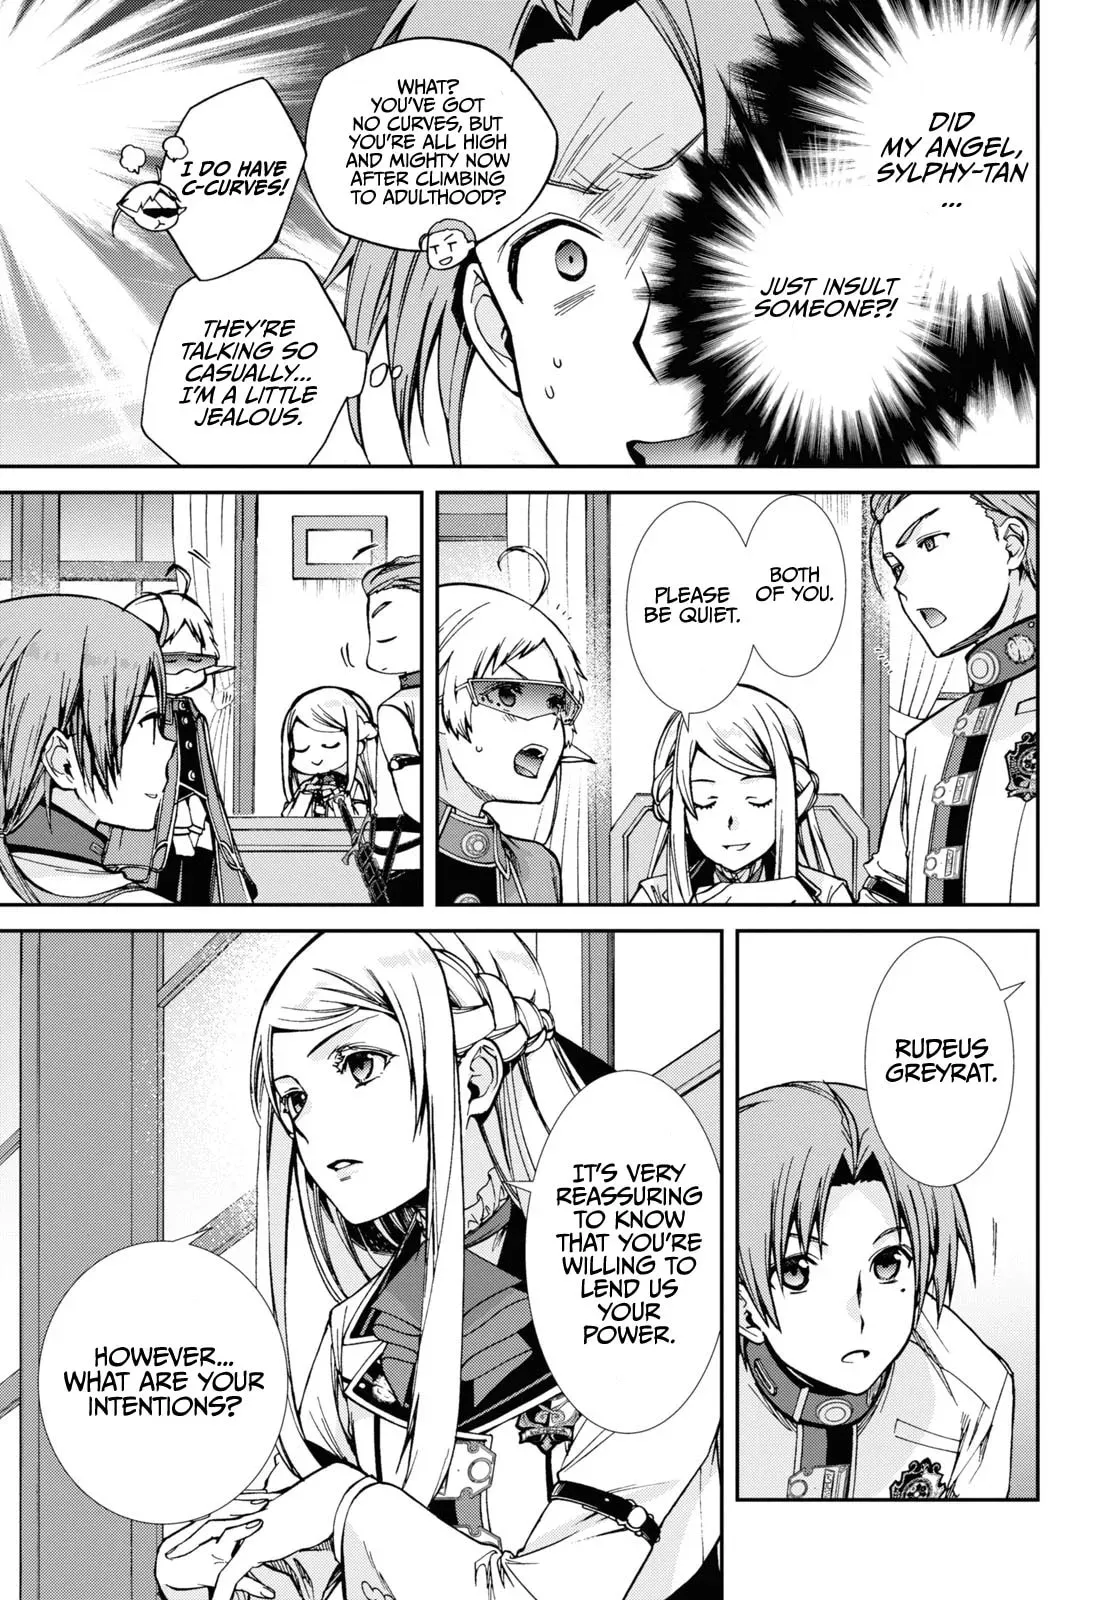 DID
MY ANGEL,
SYLPHY-TAN
...
JUST INSULT
SOMEONE?!
WHAT?
YOU'VE GOT
NO CURVES, BUT
YOU'RE ALL HIGH
AND MIGHTY NOW
AFTER CLIMBING
TO ADULTHOOD?
I DO HAVE
C-CURVES!
THEY'RE
TALKING SO
CASUALLY...
I'M A LITTLE
JEALOUS.
BOTH
OF YOU.
PLEASE
BE QUIET.
RUDEUS
GREYRAT.
IT'S VERY
REASSURING
TO KNOW
THAT YOU'RE
WILLING TO
LEND US
YOUR
POWER.
HOWEVER...
WHAT ARE YOUR
INTENTIONS?